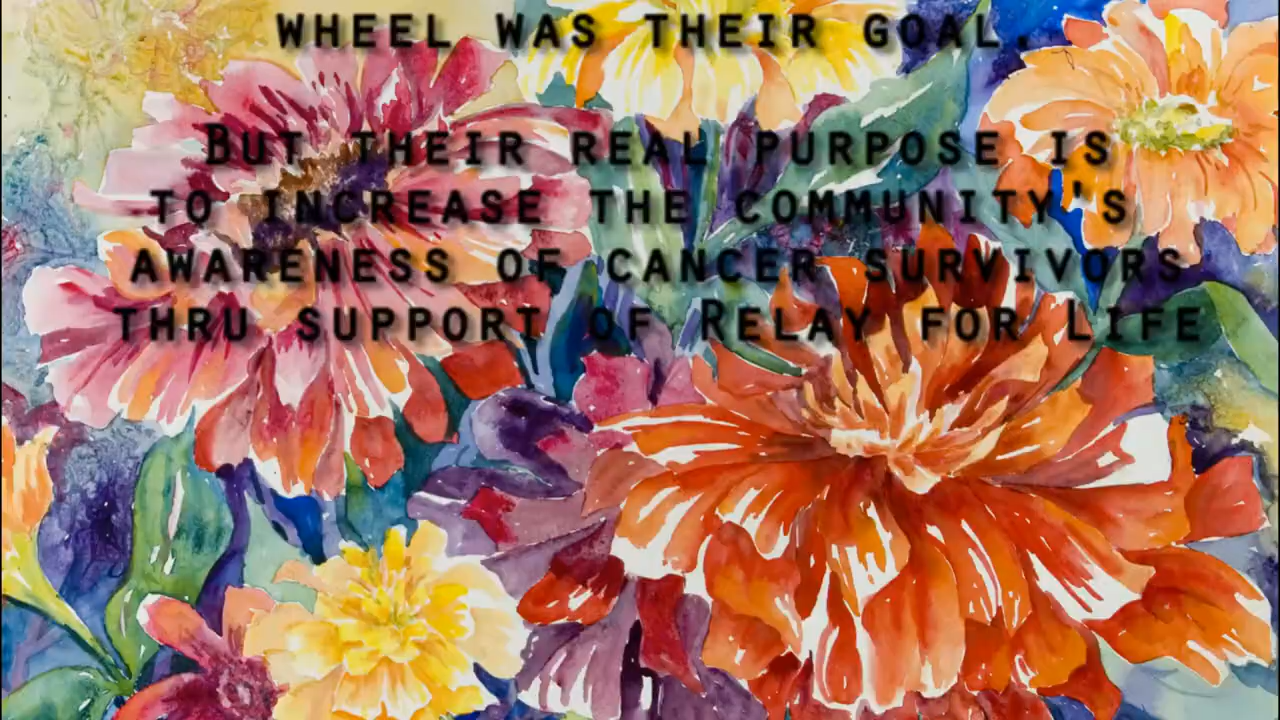 WHEEL WAS THEIR GOAL.
BUT THEIR REAL PURPOSE IS
TO INCREASE THE COMMUNITY'S
AWARENESS OF CANCER SURVIVORS
THRU SUPPORT OF RELAY FOR LIFE